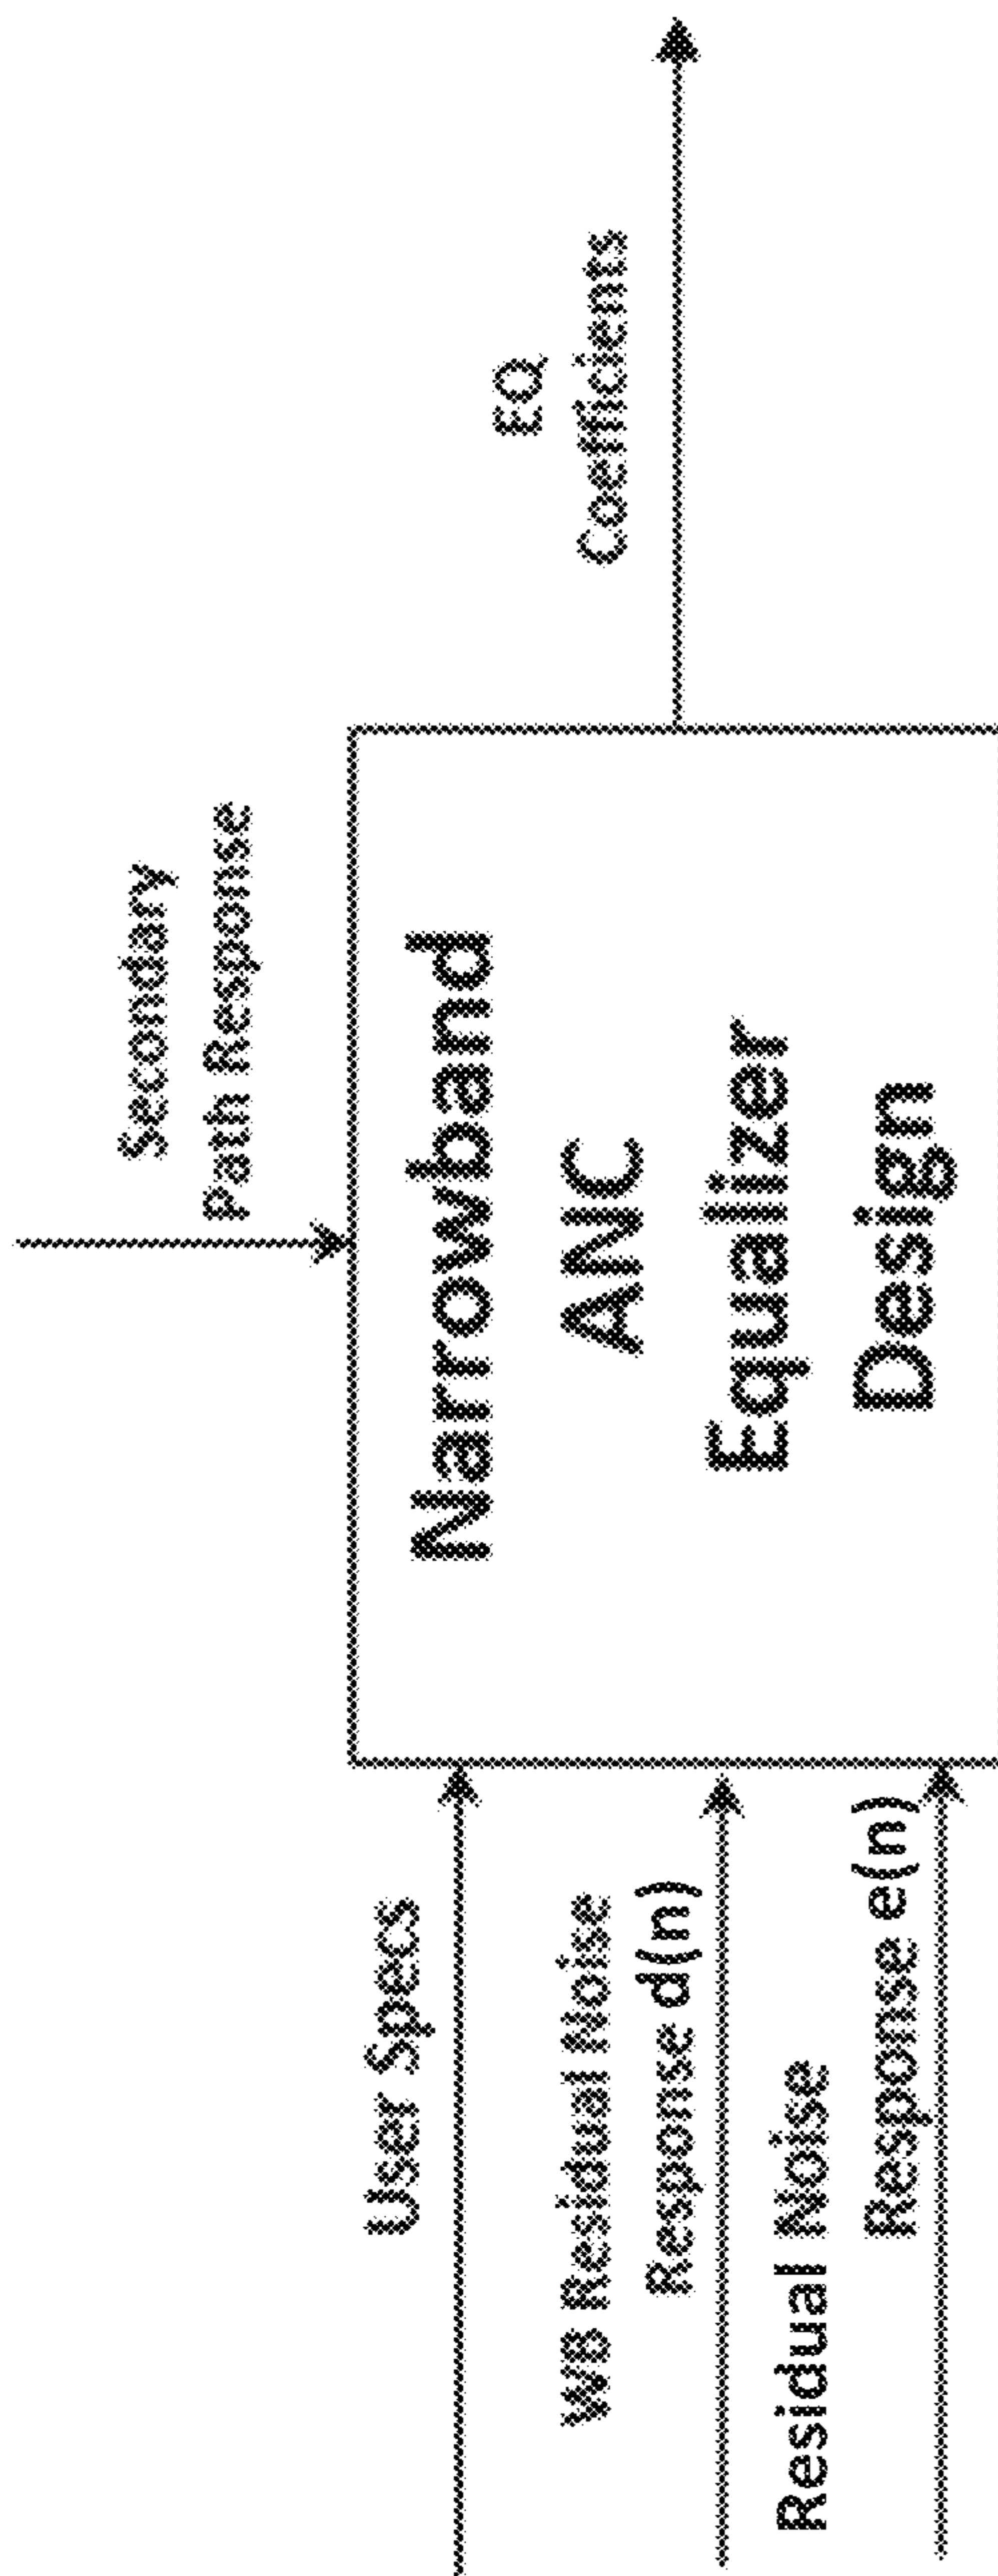 Secondary
Path Response
User Specs
WB Residual Noise
Response d(n)
Residual Noise
Response e(n)
Narrowband
ANC
Equalizer
Design
EQ
Coefficients